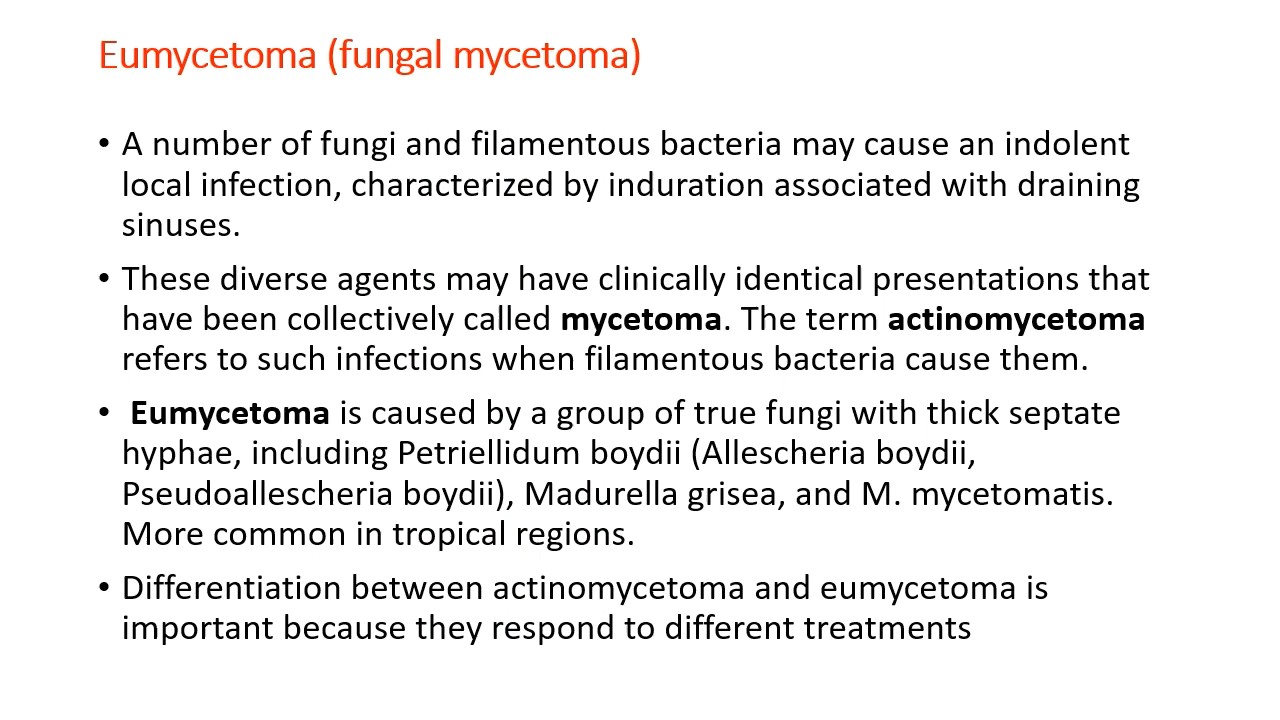 Eumycetoma (fungal mycetoma)
• A number of fungi and filamentous bacteria may cause an indolent
local infection, characterized by induration associated with draining
sinuses.
• These diverse agents may have clinically identical presentations that
have been collectively called mycetoma. The term actinomycetoma
refers to such infections when filamentous bacteria cause them.
• Eumycetoma is caused by a group of true fungi with thick septate
hyphae, including Petriellidum boydii (Allescheria boydii,
Pseudoallescheria boydii), Madurella grisea, and M. mycetomatis.
More common in tropical regions.
• Differentiation between actinomycetoma and eumycetoma is
important because they respond to different treatments